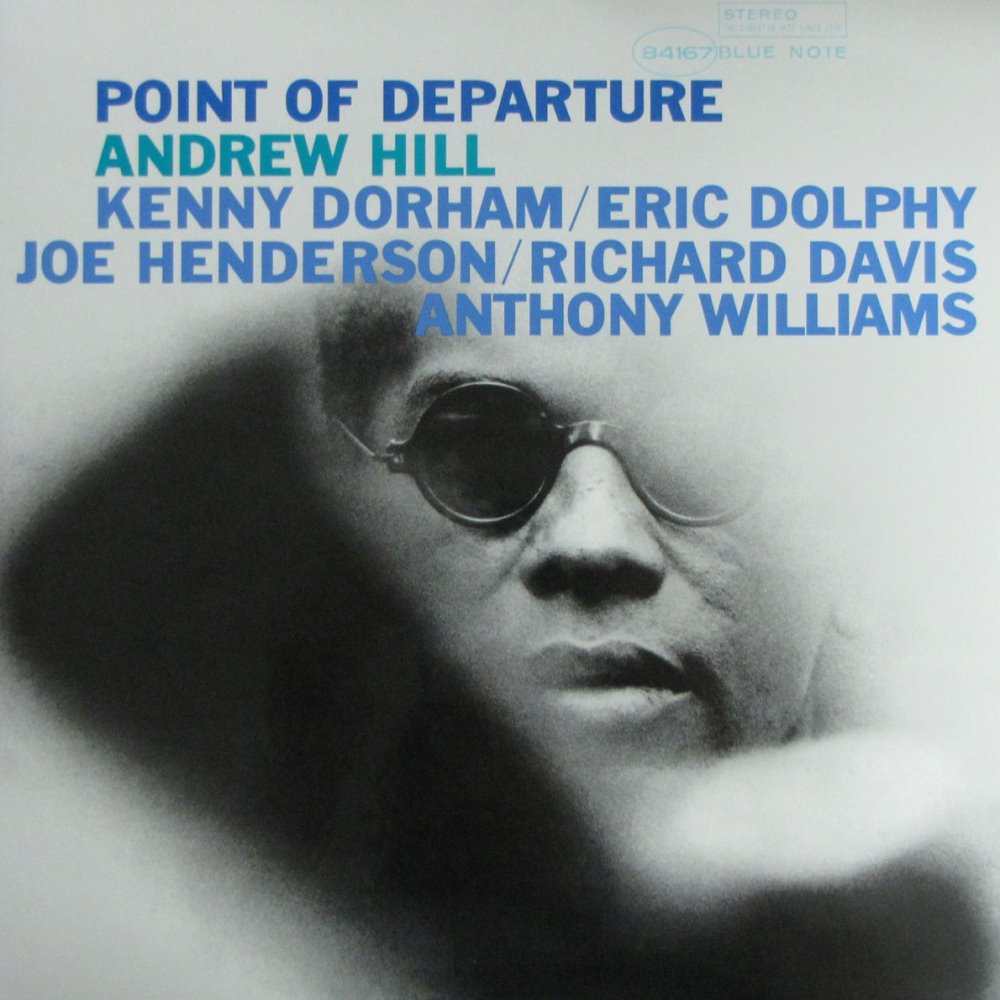 STEREO
84167 BLUE NOTE
POINT OF DEPARTURE
ANDREW HILL
KENNY DORHAM/ERIC DOLPHY
JOE HENDERSON/RICHARD DAVIS
ANTHONY WILLIAMS